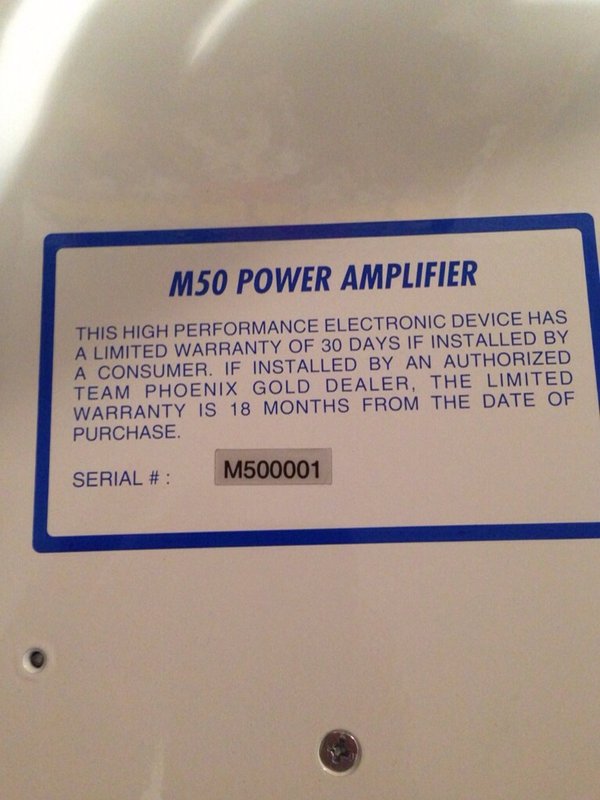 M50 POWER AMPLIFIER
THIS HIGH PERFORMANCE ELECTRONIC DEVICE HAS
A LIMITED WARRANTY OF 30 DAYS IF INSTALLED BY
A CONSUMER. IF INSTALLED BY AN AUTHORIZED
TEAM PHOENIX GOLD DEALER, THE LIMITED
WARRANTY IS 18 MONTHS FROM THE DATE OF
PURCHASE.
SERIAL # : M500001